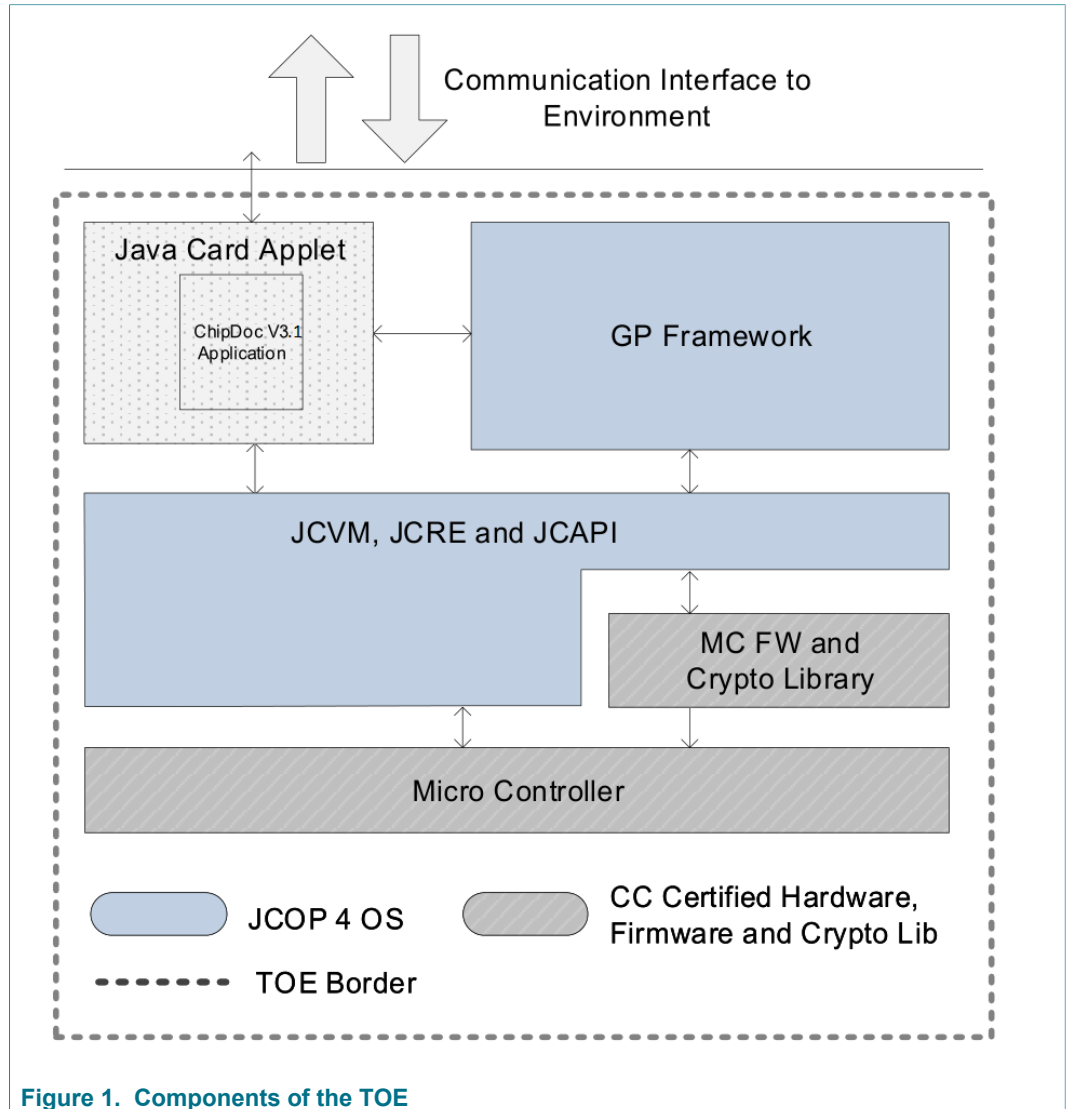 Communication Interface to
Environment
Java Card Applet
ChipDoc V3.1
Application
GP Framework
JCVM, JCRE and JCAPI
MC FW and
Crypto Library
Micro Controller
JCOP 4 OS
CC Certified Hardware,
Firmware and Crypto Lib
TOE Border
Figure 1. Components of the TOE